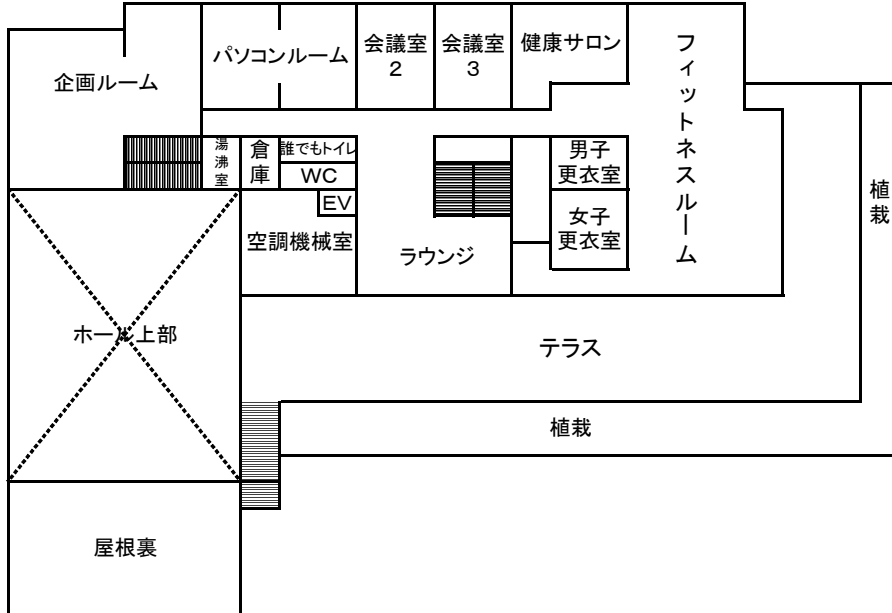 企画ルーム
パソコンルーム
会議室
2
会議室
3
健康サロン
フィットネスルーム
湯沸室
倉庫
誰でもトイレ
WC
EV
空調機械室
ラウンジ
男子
更衣室
女子
更衣室
植栽
ホール上部
テラス
植栽
屋根裏